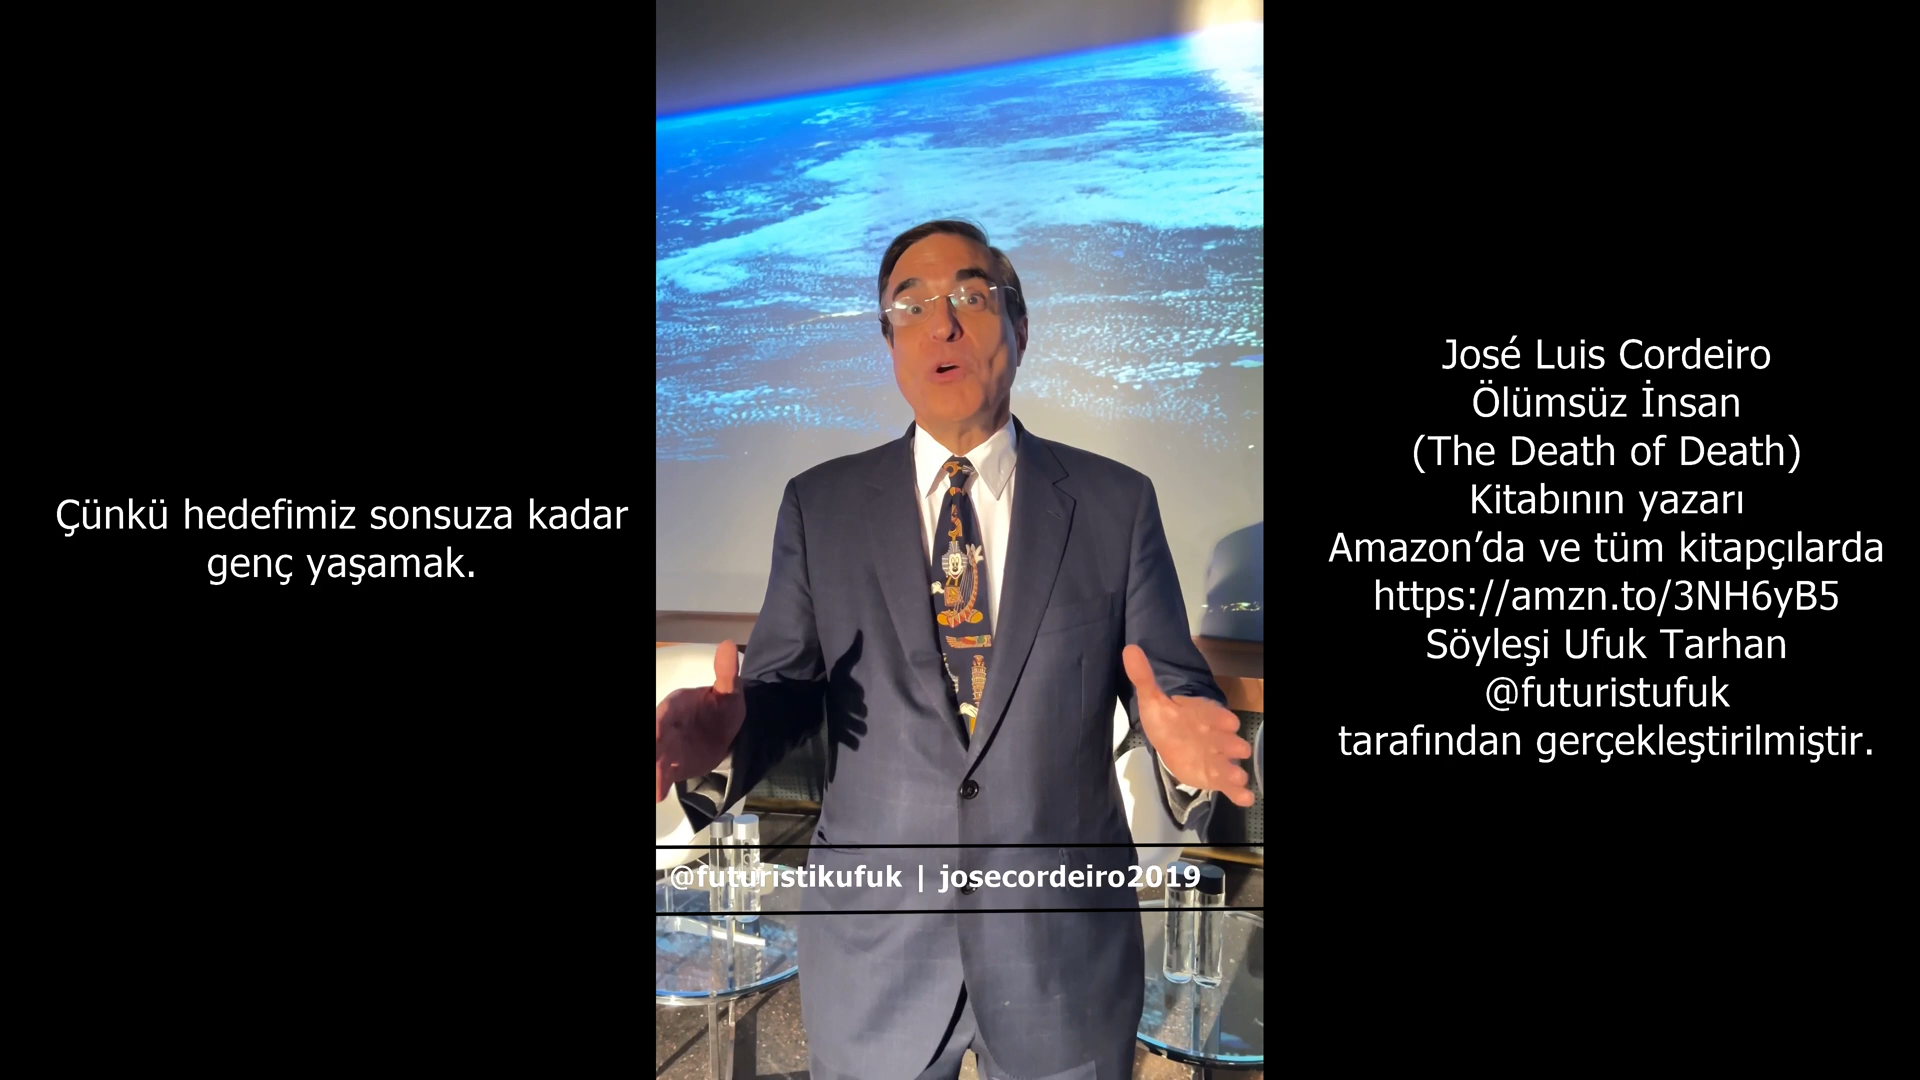 Çünkü hedefimiz sonsuza kadar
genç yaşamak.
@futuristikufuk | josecordeiro2019
José Luis Cordeiro
Ölümsüz İnsan
(The Death of Death)
Kitabının yazarı
Amazon’da ve tüm kitapçılarda
https://amzn.to/3NH6yB5
Söyleşi Ufuk Tarhan
@futuristufuk
tarafından gerçekleştirilmiştir.